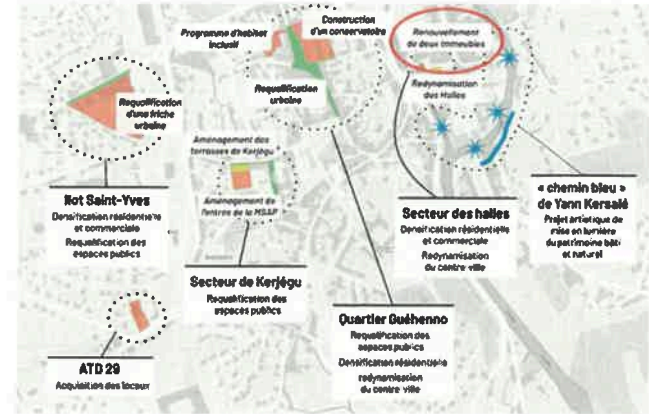 Programme d'habitat
inclusif
Construction
d'un conservatoire
Renouvellement
de deux immeubles
Redynamisation
des Halles
Requalification
d'une friche
urbaine
Requalification
urbaine
Aménagement des
terrasses de Kerjégu
Aménagement de
l'entrée de la MSAP
Ilot Saint-Yves
Densification résidentielle
et commerciale
Requalification des
espaces publics
Secteur de Kerjégu
Requalification des
espaces publics
Secteur des halles
Densification résidentielle
et commerciale
Redynamisation
du centre ville
« chemin bleu »
de Yann Kersalé
Projet artistique de
mise en lumière
du patrimoine bâti
et naturel
Quartier Guéhenno
Requalification des
espaces publics
Densification résidentielle
redynamisation
du centre ville
ATD 29
Acquisition des locaux